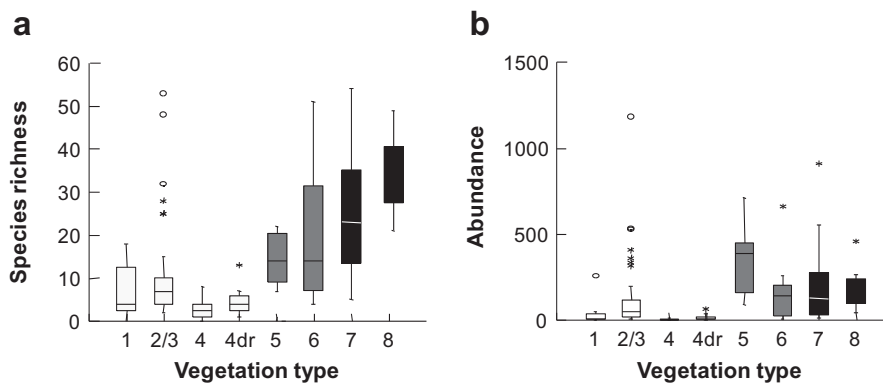 a
60
50
40
30
20
10
0
Species richness
1 2/3 4 4dr 5 6 7 8
Vegetation type
b
1500
1000
500
0
Abundance
1 2/3 4 4dr 5 6 7 8
Vegetation type